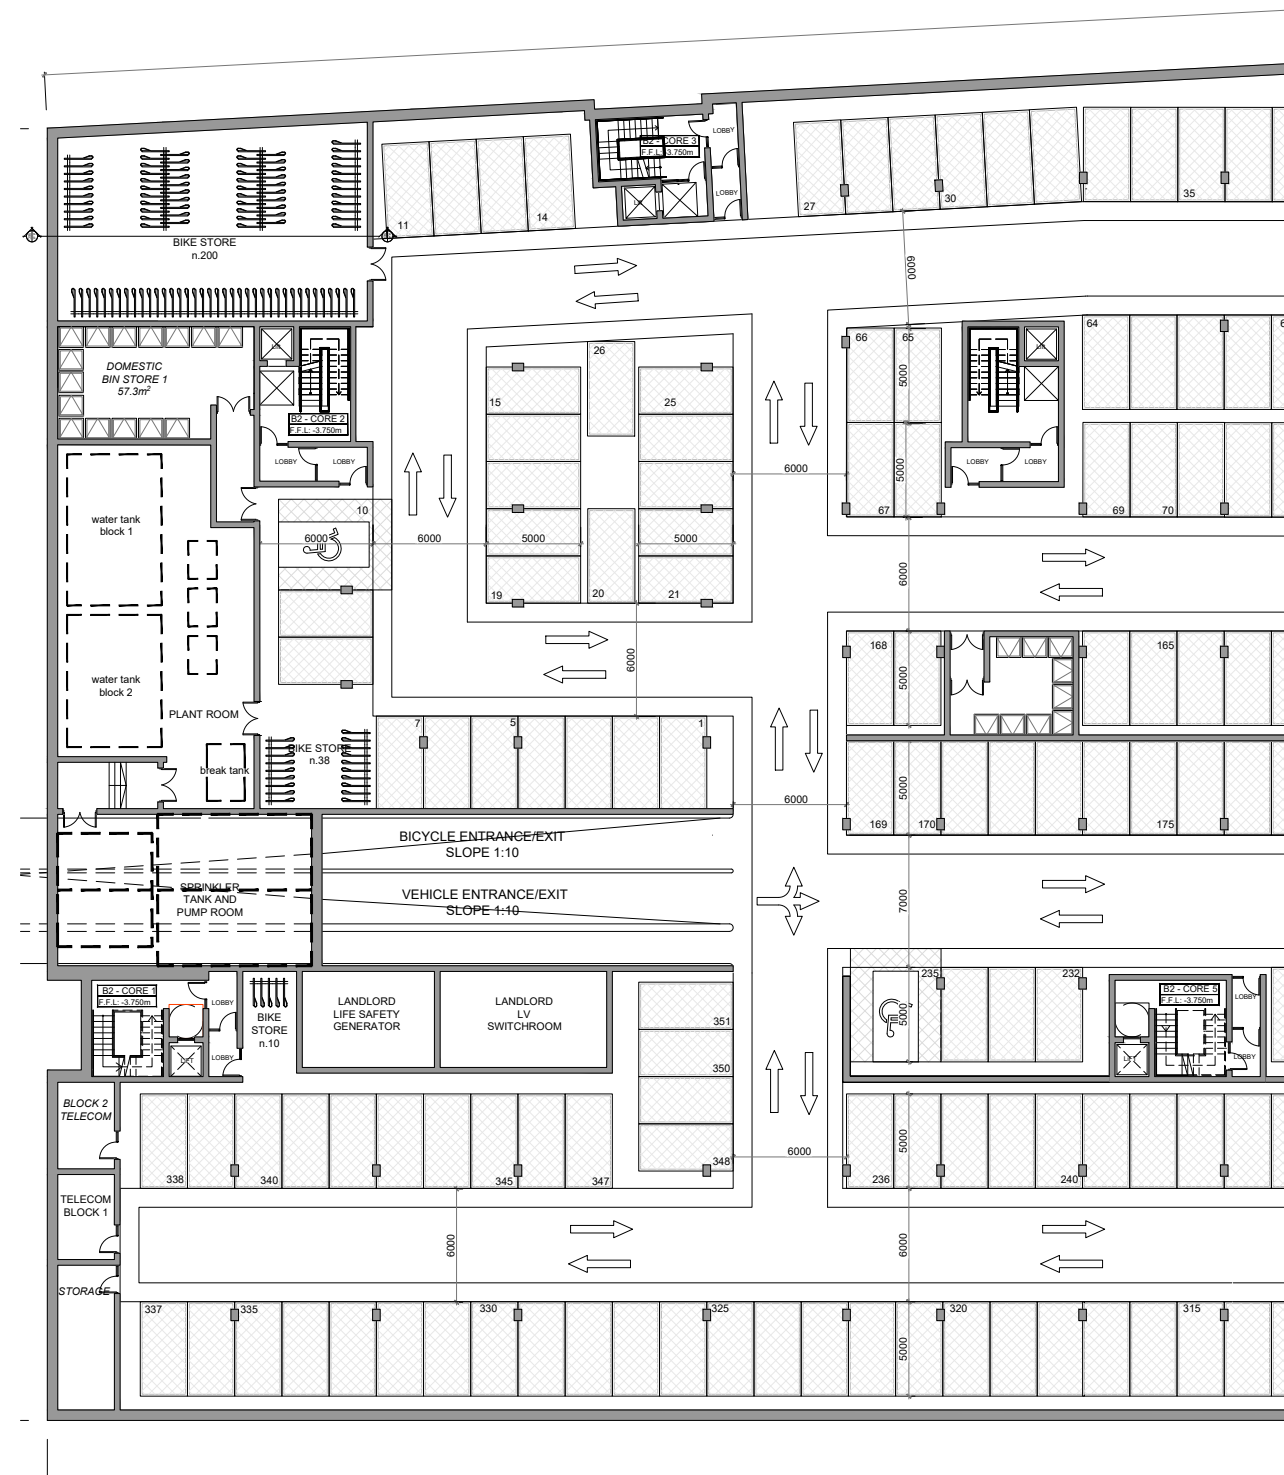 LOBBY
B2 - CORE 3
F.F.L: -3.750m
LOBBY
11
14
27
30
35
BIKE STORE
n.200
6000
DOMESTIC
BIN STORE 1
57.3m²
LIFT
B2 - CORE 2
F.F.L: -3.750m
LOBBY
LOBBY
26
15
25
66
65
64
5000
LOBBY
LOBBY
6000
5000
67
69
70
water tank
block 1
10
6000
6000
5000
5000
19
20
21
6000
6000
water tank
block 2
PLANT ROOM
168
5000
165
7
5
1
BIKE STORE
n.38
break tank
6000
5000
169
170
175
BICYCLE ENTRANCE/EXIT
SLOPE 1:10
VEHICLE ENTRANCE/EXIT
SLOPE 1:10
SPRINKLER
TANK AND
PUMP ROOM
7000
B2 - CORE 1
F.F.L: -3.750m
LOBBY
LIFT
LOBBY
BIKE
STORE
n.10
LANDLORD
LIFE SAFETY
GENERATOR
LANDLORD
LV
SWITCHROOM
351
350
348
235
232
5000
B2 - CORE 5
F.F.L: -3.750m
LOBBY
LIFT
LOBBY
BLOCK 2
TELECOM
338
340
345
347
6000
5000
236
240
TELECOM
BLOCK 1
6000
6000
STORAGE
337
335
330
325
320
315
5000